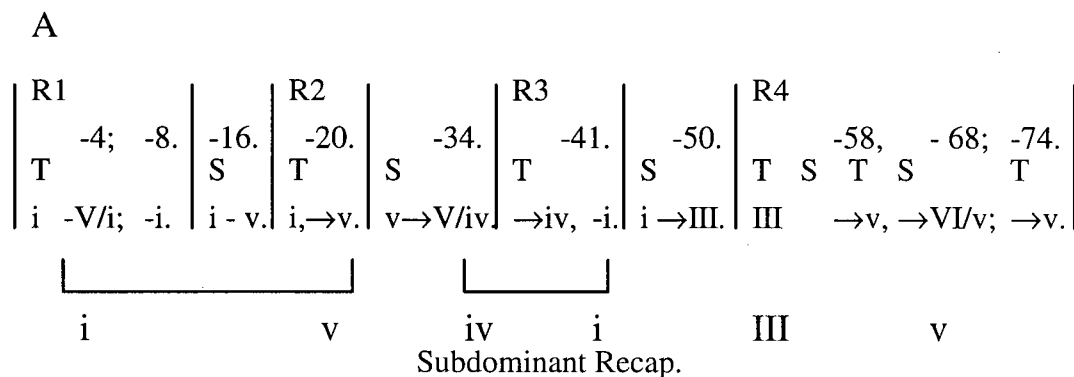 A
R1 R2 R3 R4
-4; -8. -16. -20. -34. -41. -50. -58, - 68; -74.
T S T S T S T S T S T
i -V/i; -i. i - v. i,→v. v→V/iv. →iv, -i. i →III. III →v, →VI/v; →v.
i v iv i III v
Subdominant Recap.